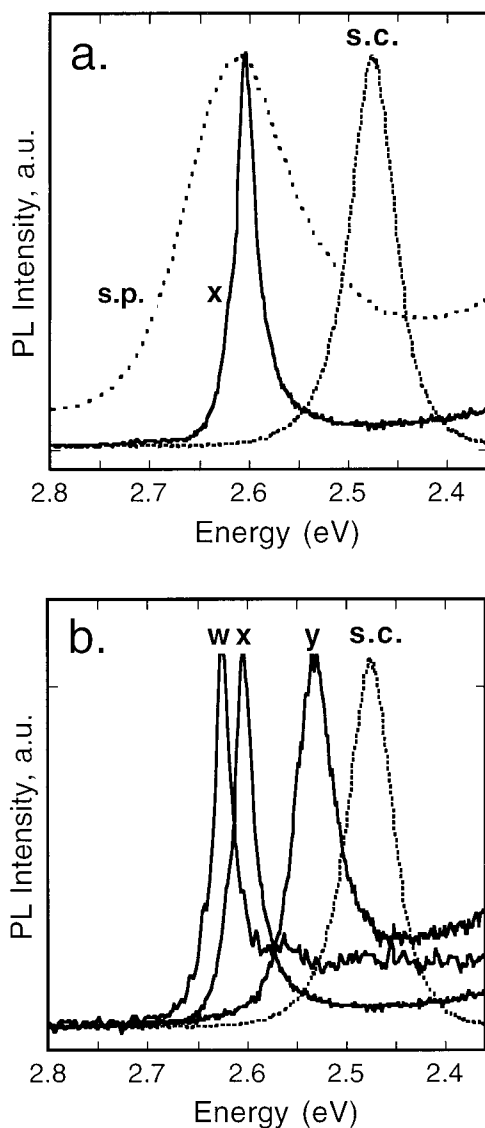 a.
s.c.
s.p.
x
PL Intensity, a.u.
2.8 2.7 2.6 2.5 2.4
Energy (eV)
b.
w x y s.c.
PL Intensity, a.u.
2.8 2.7 2.6 2.5 2.4
Energy (eV)